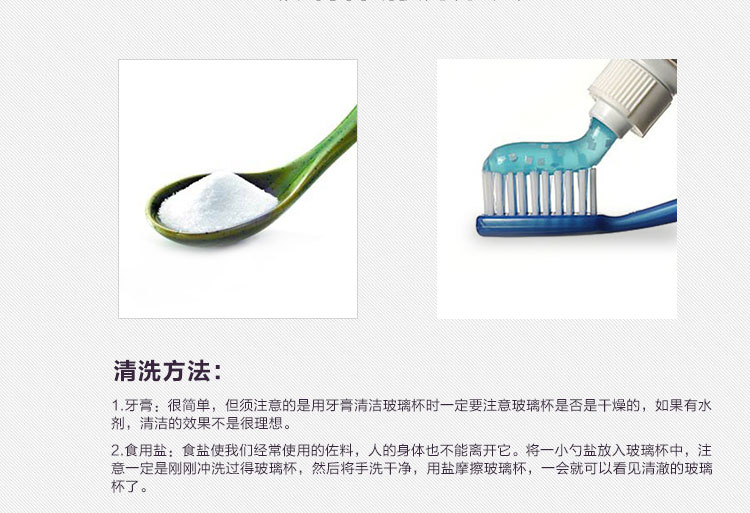 清洗方法：
1.牙膏：很简单，但须注意的是用牙膏清洁玻璃杯时一定要注意玻璃杯是否是干燥的，如果有水
剂，清洁的效果不是很理想。
2.食用盐：食盐使我们经常使用的佐料，人的身体也不能离开它。将一小勺盐放入玻璃杯中，注
意一定是刚刚冲洗过得玻璃杯，然后将手洗干净，用盐摩擦玻璃杯，一会就可以看见清澈的玻璃
杯了。